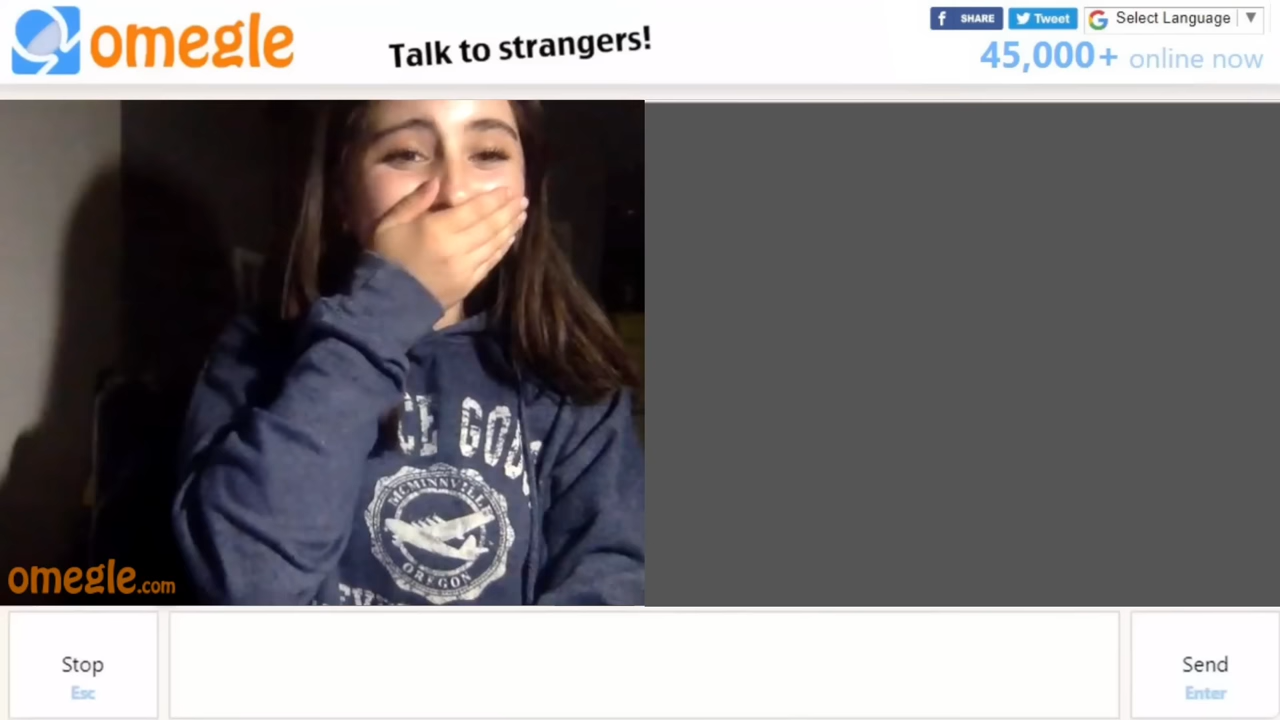 omegle
Talk to strangers!
SHARE
Tweet
Select Language
45,000+ online now
MCMINNVILLE
OREGON
omegle.com
Stop
Esc
Send
Enter